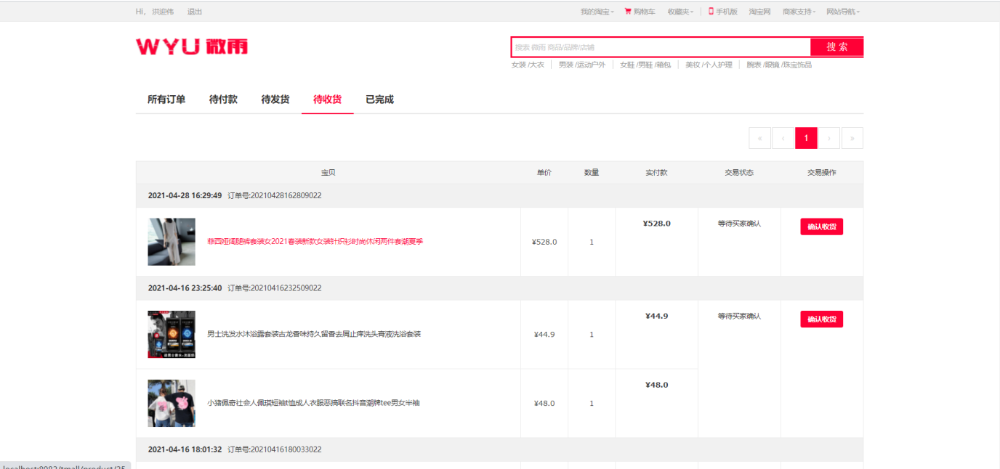 Hi, 洪迎伟 退出 我的淘宝 购物车 收藏夹 手机版 淘宝网 商家支持 网站导航
WYU 微雨
搜索 微雨 商品/品牌/店铺 搜 索
女装 /大衣 男装 /运动户外 女鞋 /男鞋 /箱包 美妆 /个人护理 腕表 /眼镜 /珠宝饰品
所有订单 待付款 待发货 待收货 已完成
« ‹ 1 › »
宝贝 单价 数量 实付款 交易状态 交易操作
2021-04-28 16:29:49 订单号:20210428162809022
菲西娅阔腿裤套装女2021春装新款女装针织衫时尚休闲两件套潮夏季 ¥528.0 1 ¥528.0 等待买家确认 确认收货
2021-04-16 23:25:40 订单号:20210416232509022
男士洗发水沐浴露套装古龙香味持久留香去屑止痒洗头膏液洗浴套装 ¥44.9 1 ¥44.9 等待买家确认 确认收货
小猪佩奇社会人佩琪短袖t恤成人衣服恶搞联名抖音潮牌tee男女半袖 ¥48.0 1 ¥48.0
2021-04-16 18:01:32 订单号:20210416180033022
localhost:8082/tmall/product/25